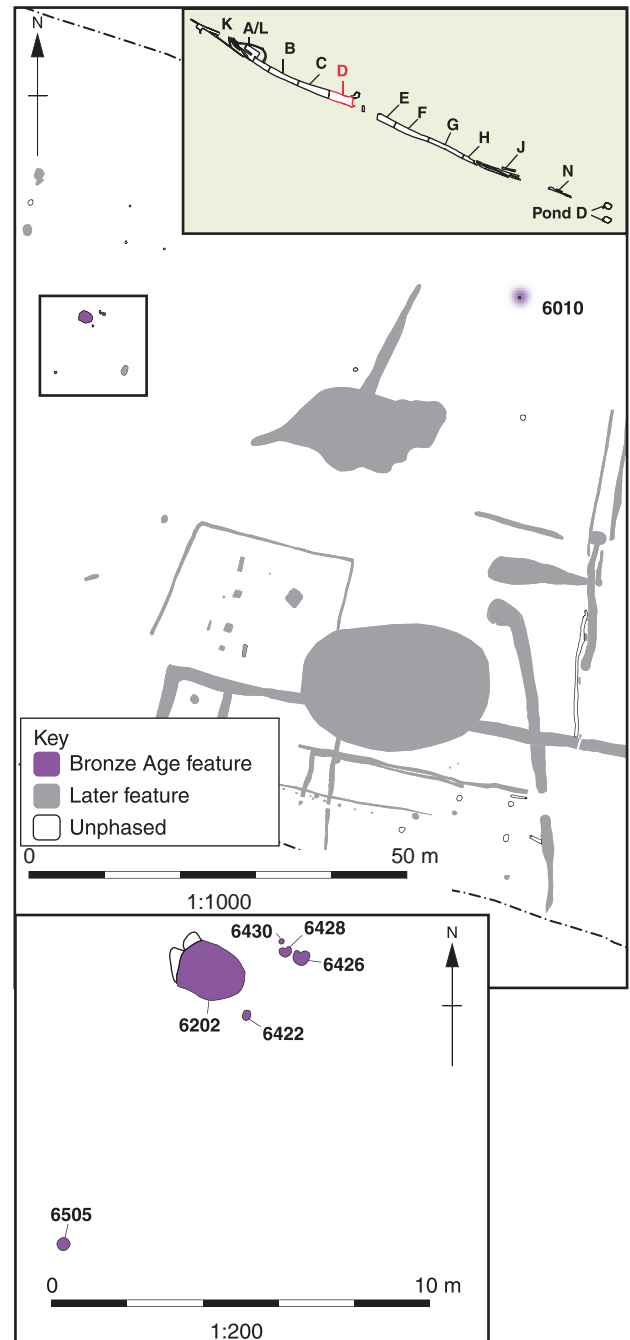 N
K
A/L
B
C
D
E
F
G
H
J
N
Pond D
6010
Key
Bronze Age feature
Later feature
Unphased
0
50 m
1:1000
6430
6428
6426
N
6202
6422
6505
0
10 m
1:200